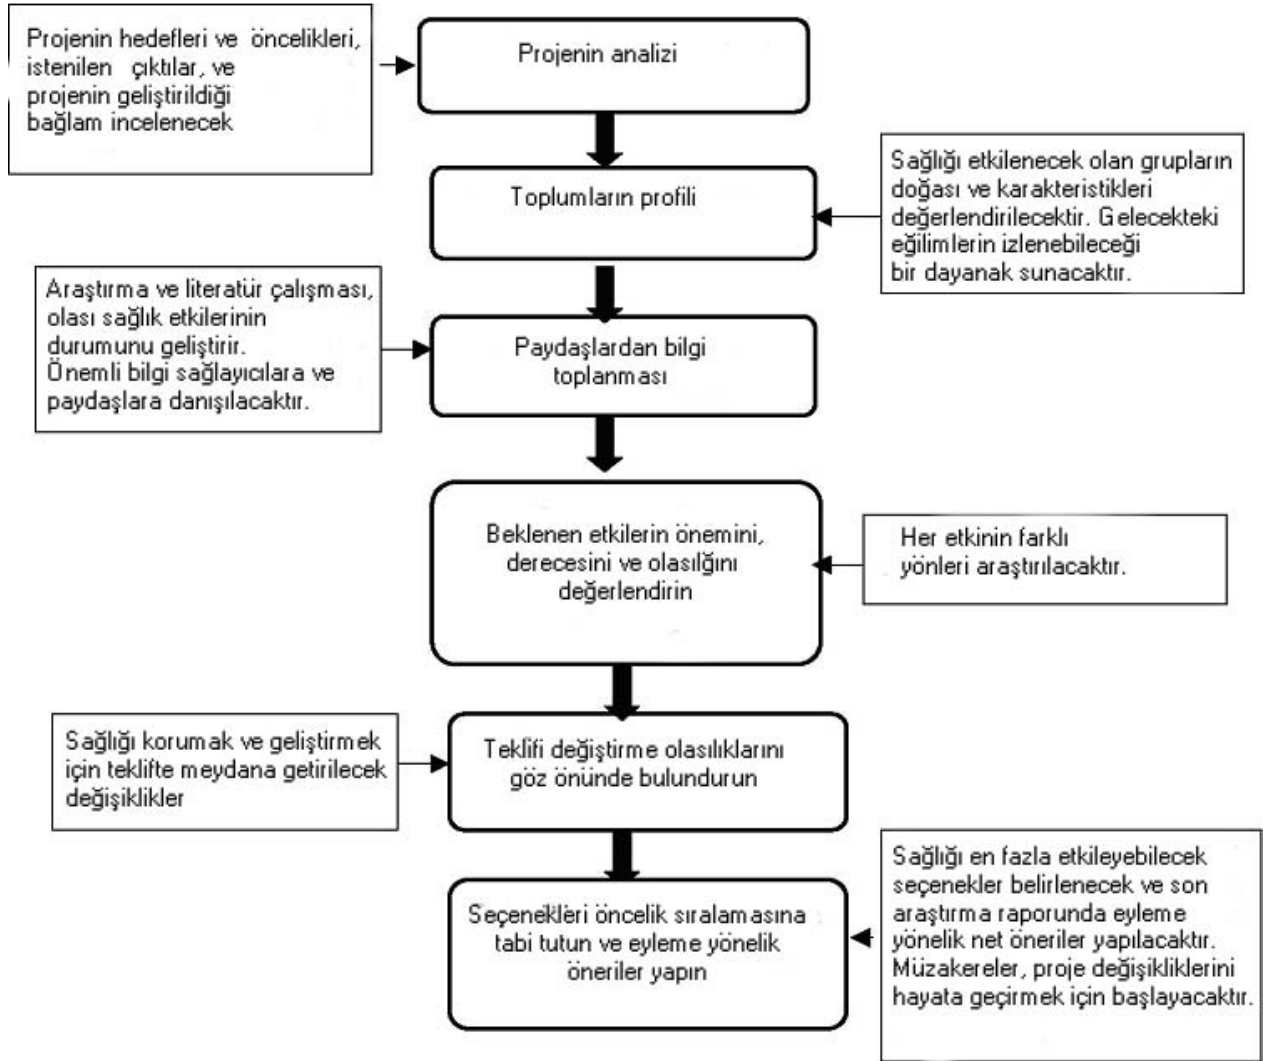 Projenin hedefleri ve öncelikleri,
istenilen çıktılar, ve
projenin geliştirildiği
bağlam incelenecek
Projenin analizi
Toplumların profili
Sağlığı etkilenecek olan grupların
doğası ve karakteristikleri
değerlendirilecektir. Gelecekteki
eğilimlerin izlenebileceği
bir dayanak sunacaktır.
Araştırma ve literatür çalışması,
olası sağlık etkilerinin
durumunu geliştirir.
Önemli bilgi sağlayıcılara ve
paydaşlara danışılacaktır.
Paydaşlardan bilgi
toplanması
Beklenen etkilerin önemini,
derecesini ve olasılğını
değerlendirin
Her etkinin farklı
yönleri araştırılacaktır.
Sağlığı korumak ve geliştirmek
için teklifte meydana getirilecek
değişiklikler
Teklifi değiştirme olasılıklarını
göz önünde bulundurun
Seçenekleri öncelik sıralamasına
tabi tutun ve eyleme yönelik
öneriler yapın
Sağlığı en fazla etkileyebilecek
seçenekler belirlenecek ve son
araştırma raporunda eyleme
yönelik net öneriler yapılacaktır.
Müzakereler, proje değişikliklerini
hayata geçirmek için başlayacaktır.